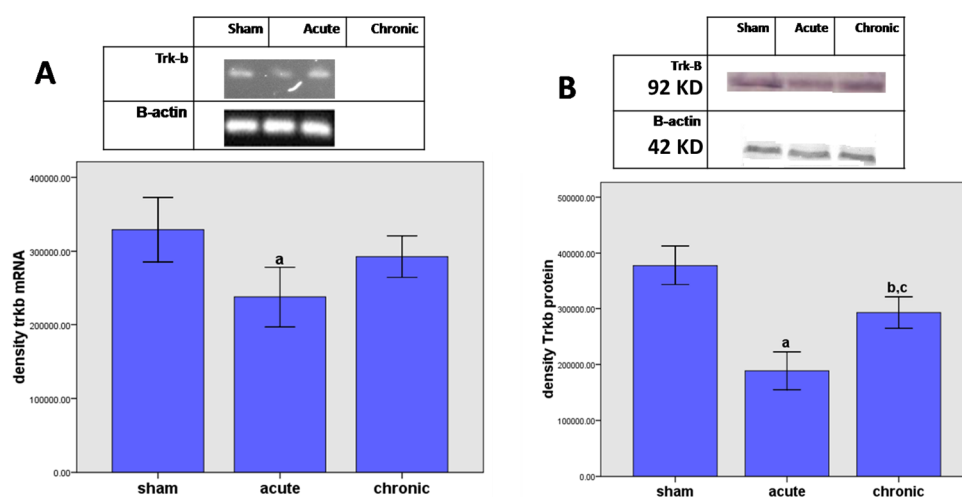 A
Sham Acute Chronic
Trk-b
B-actin
density trkb mRNA
400000.00
300000.00
200000.00
100000.00
0.00
a
sham acute chronic
B
Sham Acute Chronic
Trk-B
92 KD
B-actin
42 KD
density Trkb protein
500000.00
400000.00
300000.00
200000.00
100000.00
0.00
a
b,c
sham acute chronic